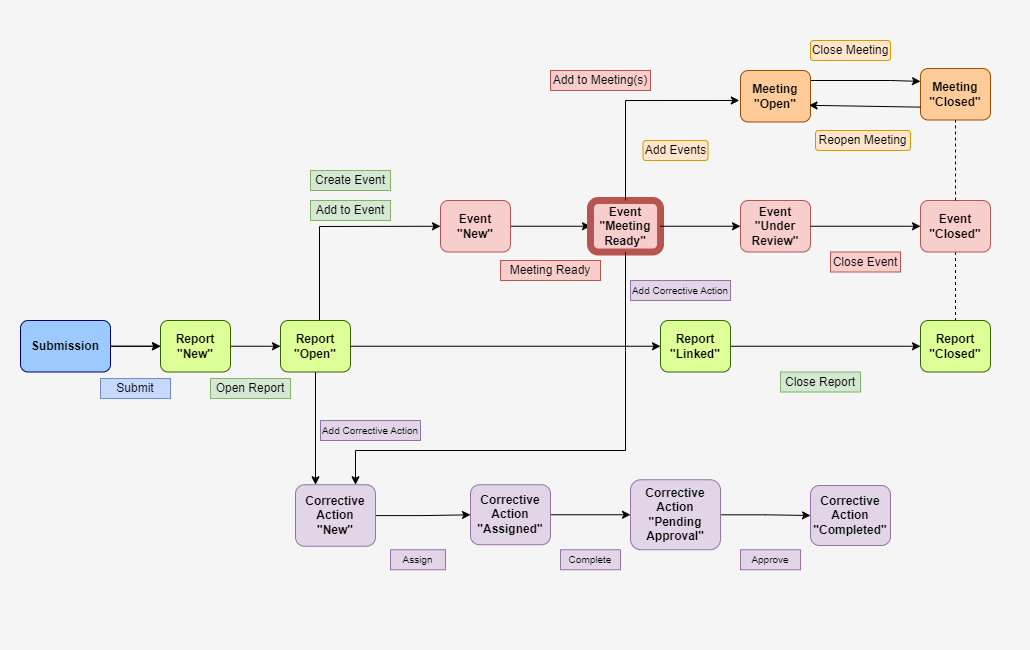 Close Meeting
Add to Meeting(s)
Meeting
"Open"
Meeting
"Closed"
Reopen Meeting
Add Events
Create Event
Add to Event
Event
"New"
Event
"Meeting
Ready"
Event
"Under
Review"
Event
"Closed"
Meeting Ready
Close Event
Add Corrective Action
Submission
Report
"New"
Report
"Open"
Report
"Linked"
Report
"Closed"
Submit
Open Report
Close Report
Add Corrective Action
Corrective
Action
"New"
Corrective
Action
"Assigned"
Corrective
Action
"Pending
Approval"
Corrective
Action
"Completed"
Assign
Complete
Approve